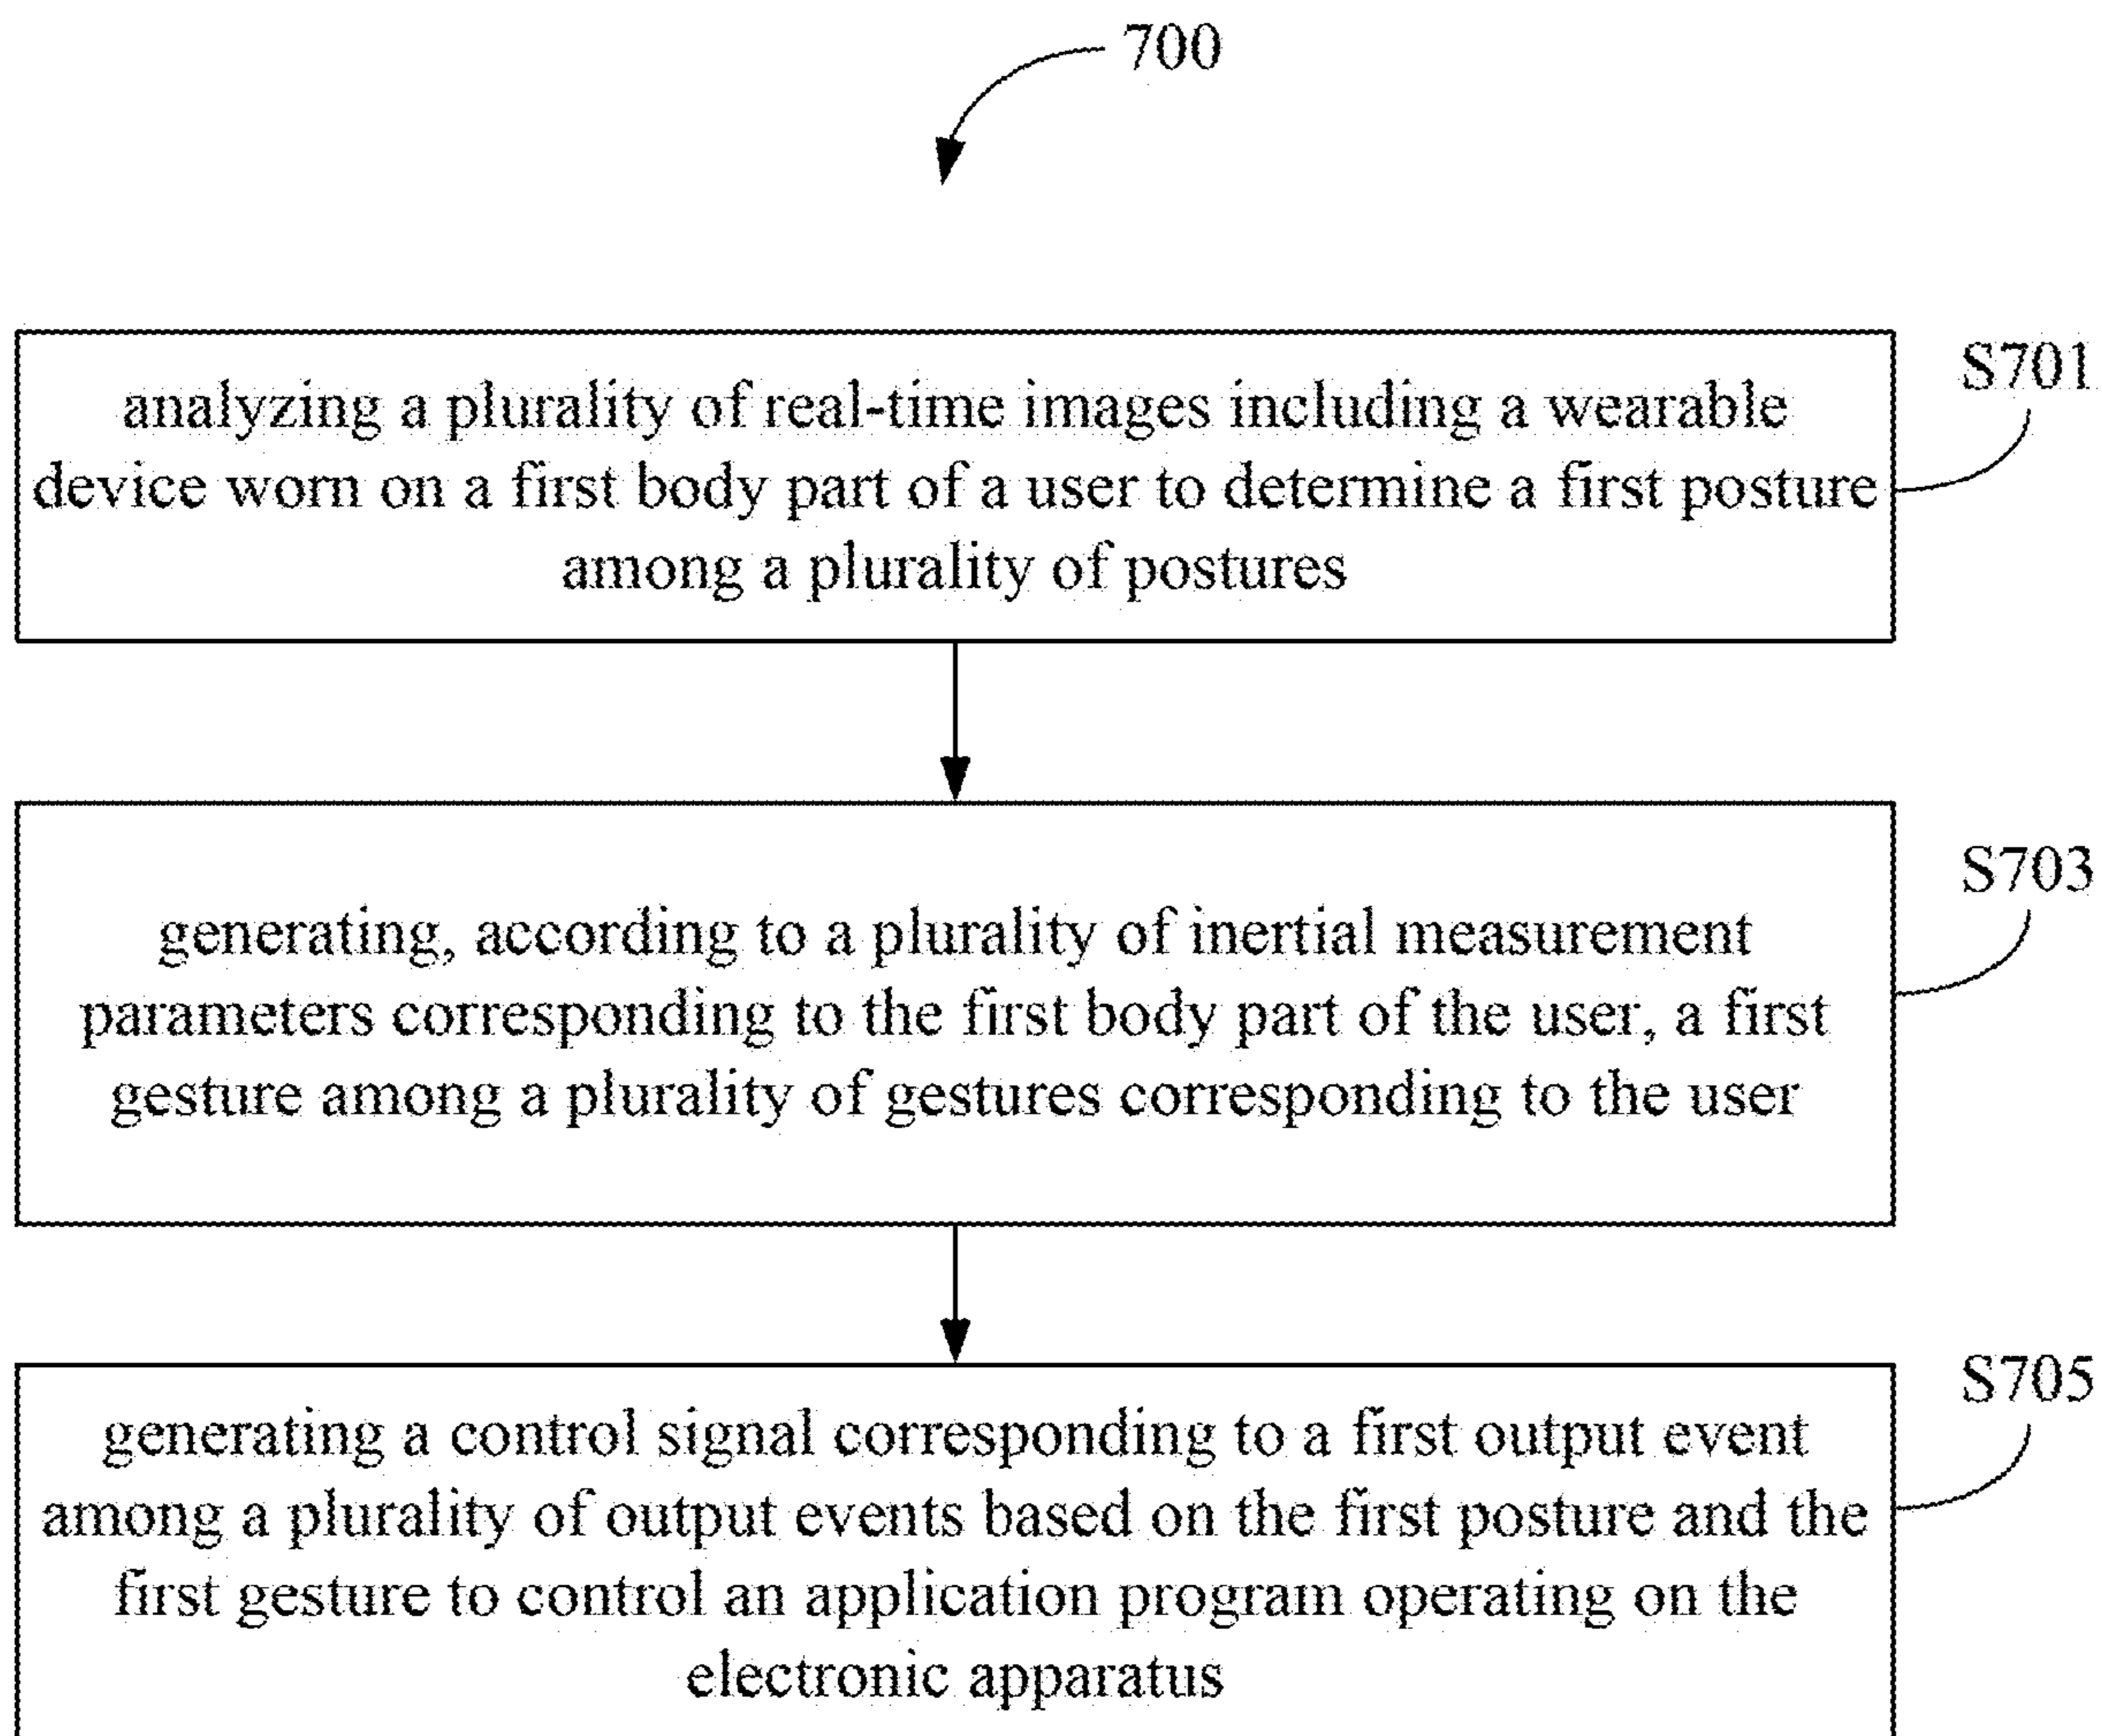 700
S701
analyzing a plurality of real-time images including a wearable
device worn on a first body part of a user to determine a first posture
among a plurality of postures
S703
generating, according to a plurality of inertial measurement
parameters corresponding to the first body part of the user, a first
gesture among a plurality of gestures corresponding to the user
S705
generating a control signal corresponding to a first output event
among a plurality of output events based on the first posture and the
first gesture to control an application program operating on the
electronic apparatus